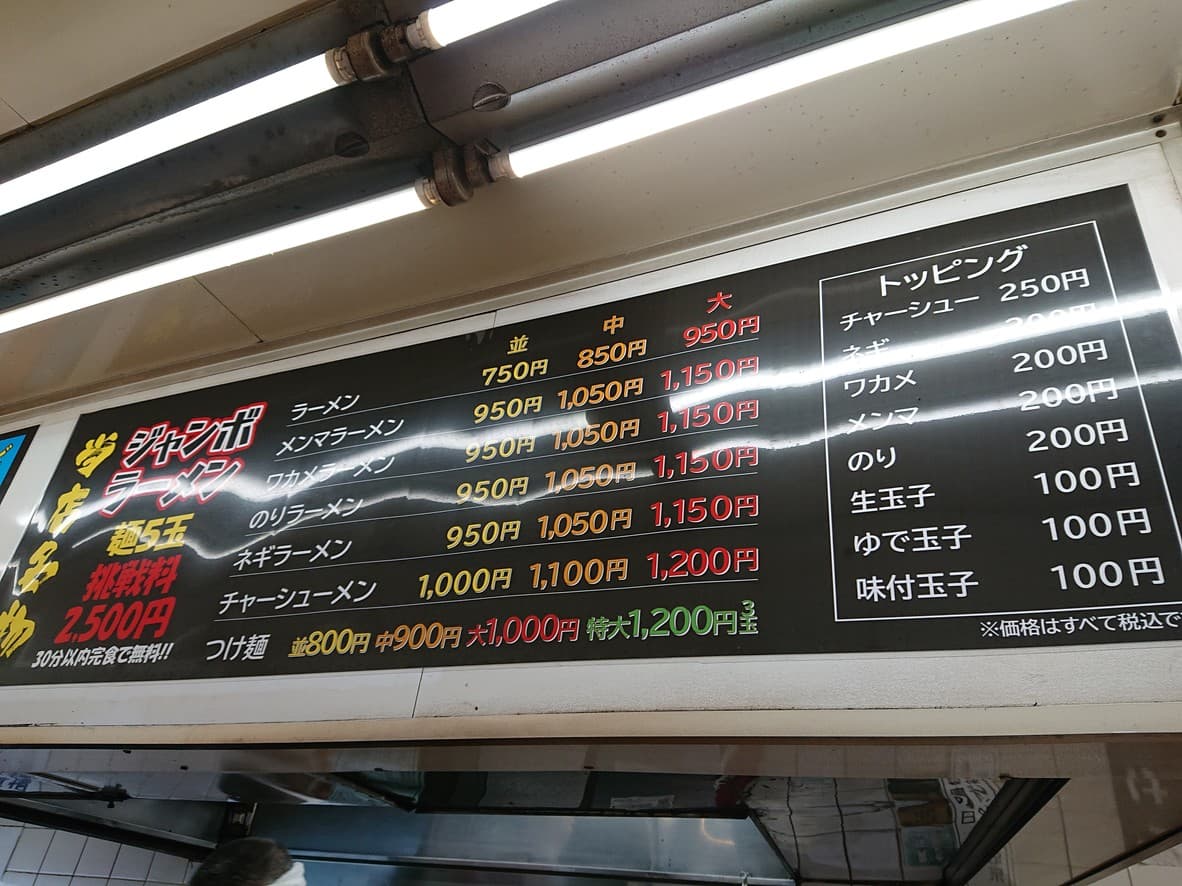 当店名物
ジャンボ
ラーメン
麺5玉
挑戦料
2,500円
30分以内完食で無料!!
並 中 大
ラーメン 750円 850円 950円
メンマラーメン 950円 1,050円 1,150円
ワカメラーメン 950円 1,050円 1,150円
のりラーメン 950円 1,050円 1,150円
ネギラーメン 950円 1,050円 1,150円
チャーシューメン 1,000円 1,100円 1,200円
つけ麺 並800円 中900円 大1,000円 特大1,200円3玉
トッピング
チャーシュー 250円
ネギ 200円
ワカメ 200円
メンマ 200円
のり 200円
生玉子 100円
ゆで玉子 100円
味付玉子 100円
※価格はすべて税込で